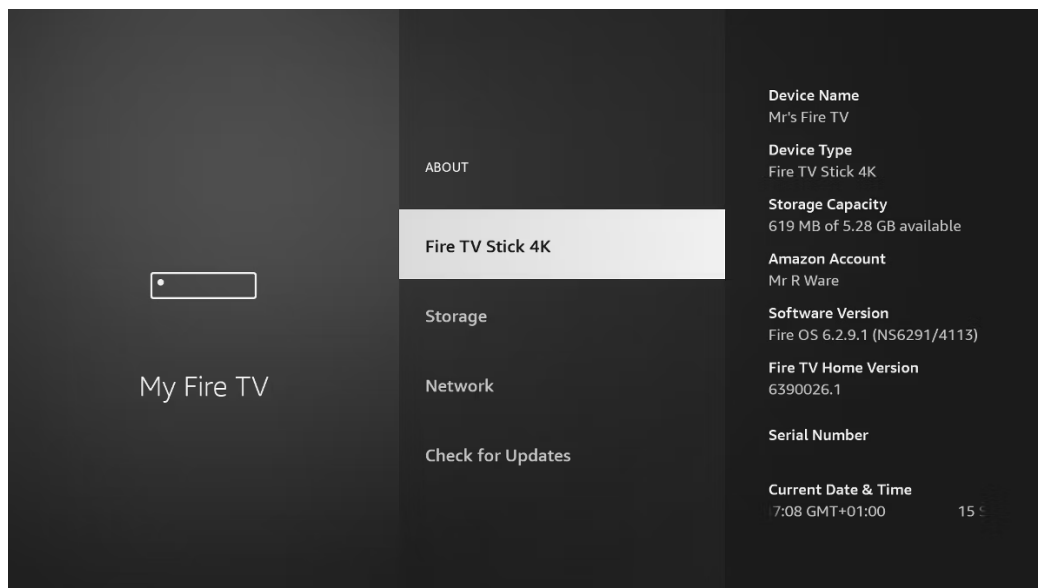 My Fire TV
ABOUT
Fire TV Stick 4K
Storage
Network
Check for Updates
Device Name
Mr's Fire TV
Device Type
Fire TV Stick 4K
Storage Capacity
619 MB of 5.28 GB available
Amazon Account
Mr R Ware
Software Version
Fire OS 6.2.9.1 (NS6291/4113)
Fire TV Home Version
6390026.1
Serial Number
Current Date & Time
7:08 GMT+01:00 15